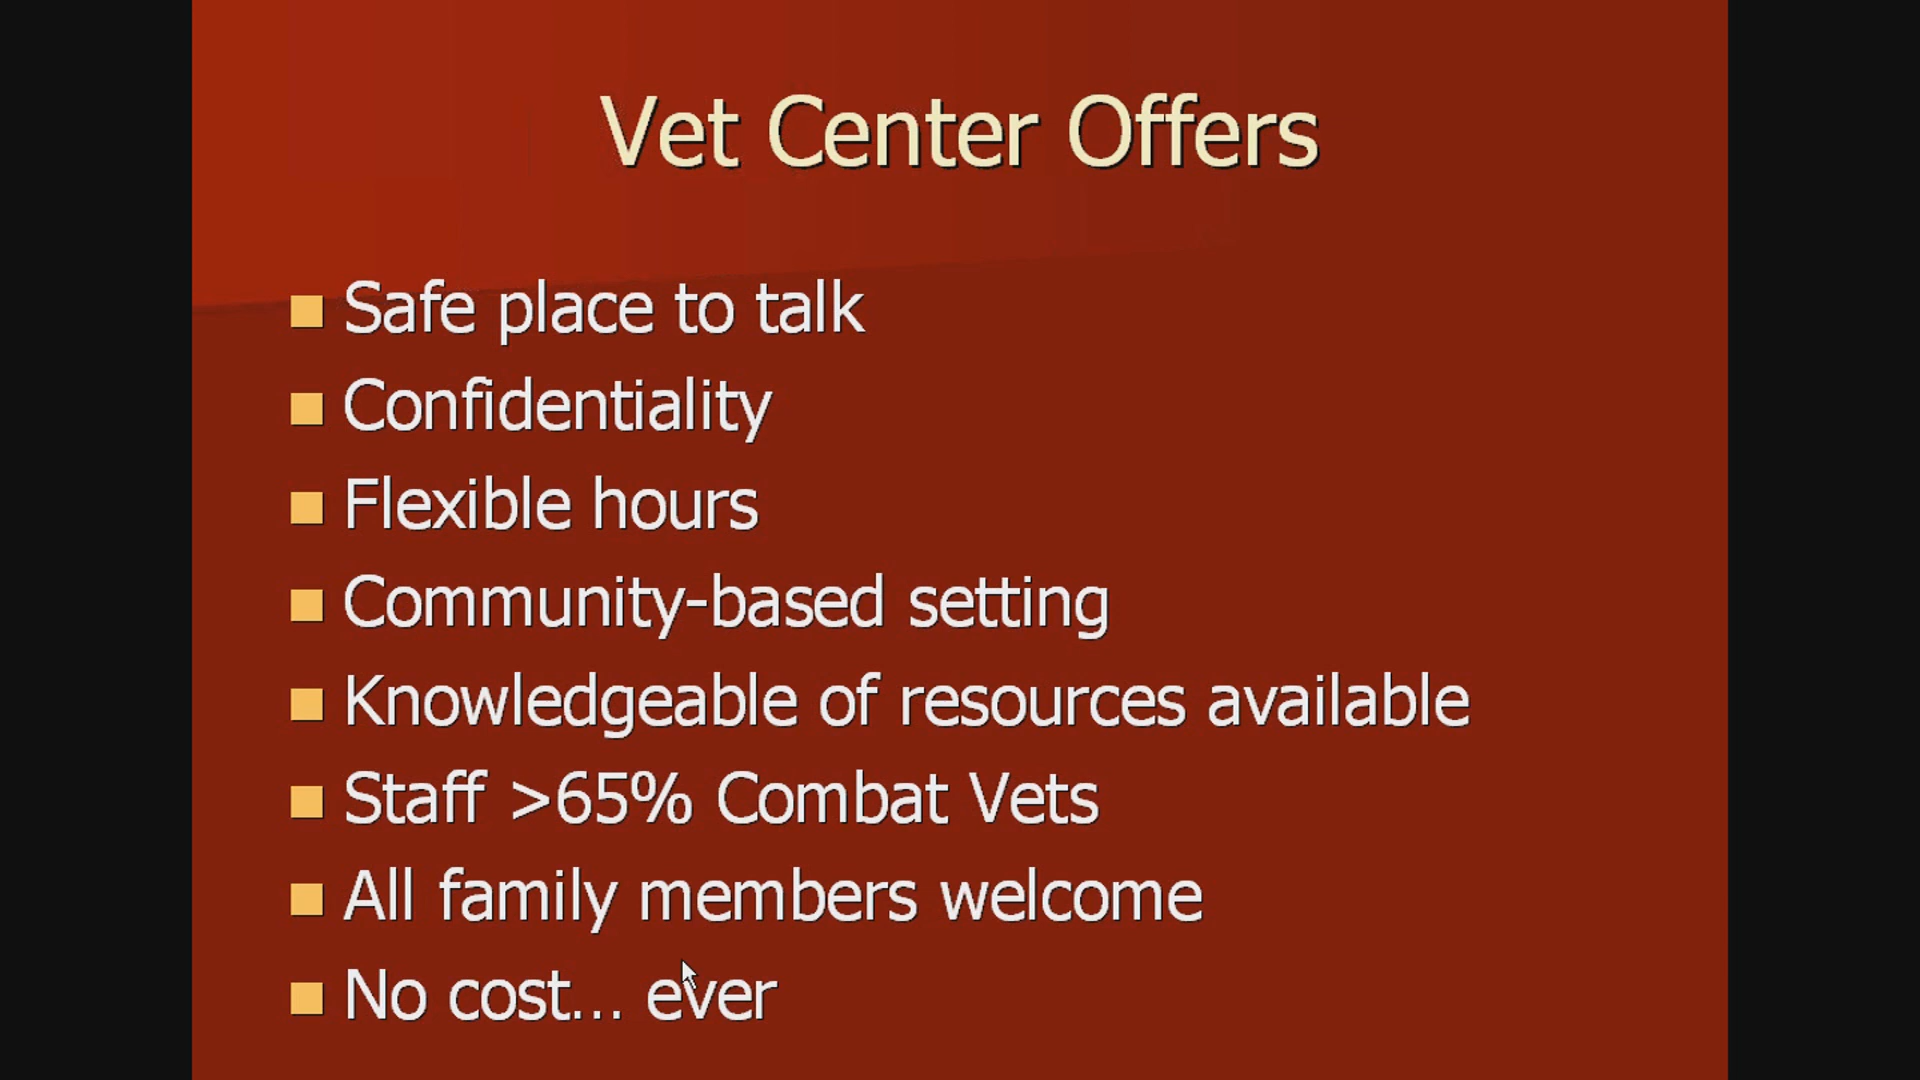 Vet Center Offers
Safe place to talk
Confidentiality
Flexible hours
Community-based setting
Knowledgeable of resources available
Staff >65% Combat Vets
All family members welcome
No cost... ever